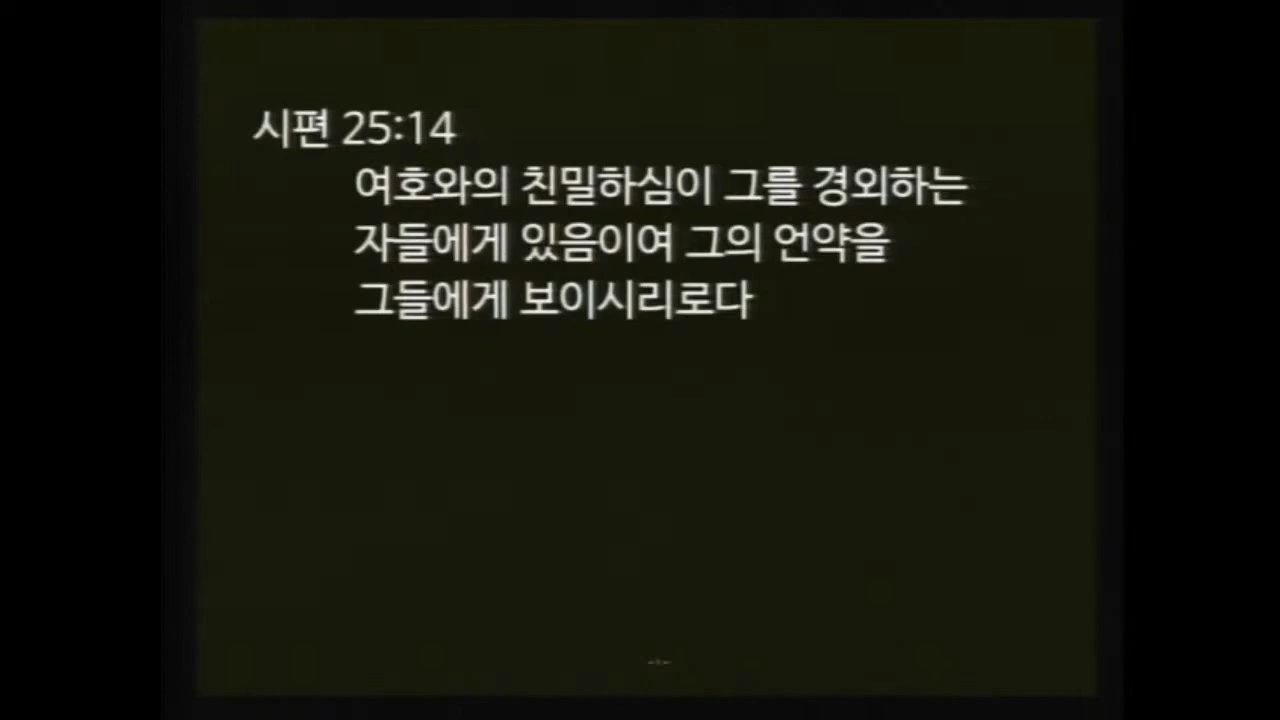 시편 25:14
여호와의 친밀하심이 그를 경외하는
자들에게 있음이여 그의 언약을
그들에게 보이시리로다